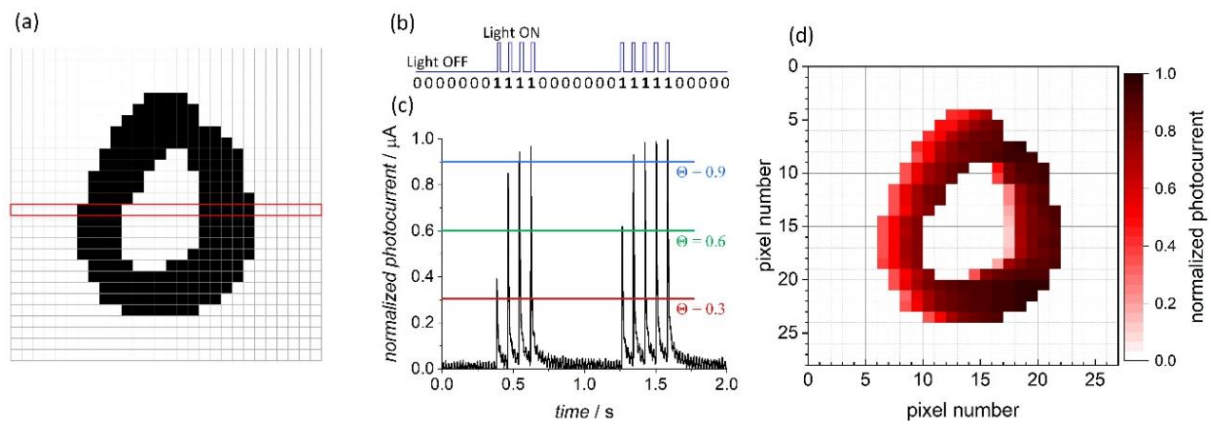 (a)
(b)
Light ON
Light OFF
0000000111100000001111100000
(c)
normalized photocurrent / μA
1.0
0.8
0.6
0.4
0.2
0.0
Θ – 0.9
Θ = 0.6
Θ – 0.3
0.0 0.5 1.0 1.5 2.0
time / s
(d)
pixel number
0
5
10
15
20
25
0 5 10 15 20 25
pixel number
1.0
0.8
0.6
0.4
0.2
0.0
normalized photocurrent